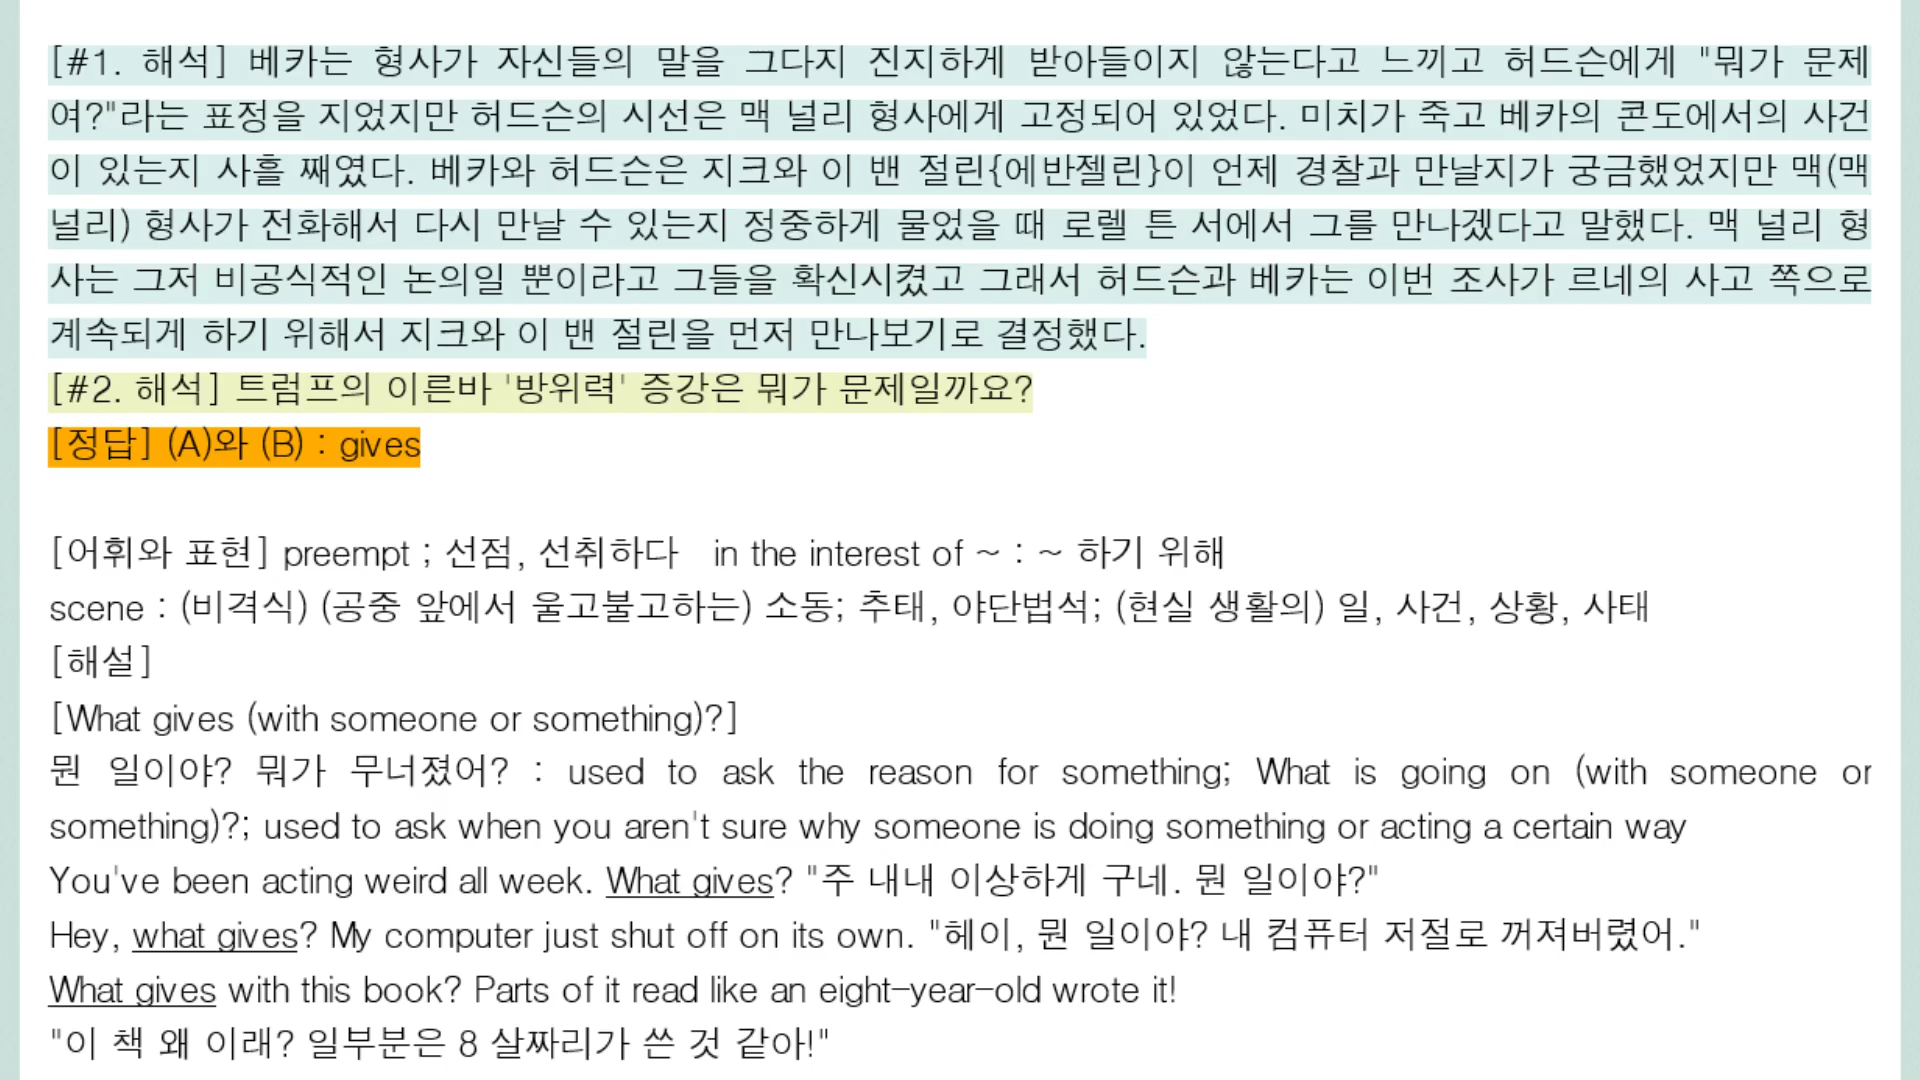 [#1. 해석] 베카는 형사가 자신들의 말을 그다지 진지하게 받아들이지 않는다고 느끼고 허드슨에게 "뭐가 문제
여?"라는 표정을 지었지만 허드슨의 시선은 맥 널리 형사에게 고정되어 있었다. 미치가 죽고 베카의 콘도에서의 사건
이 있는지 사흘 째였다. 베카와 허드슨은 지크와 이 밴 절린{에반젤린}이 언제 경찰과 만날지가 궁금했었지만 맥(맥
널리) 형사가 전화해서 다시 만날 수 있는지 정중하게 물었을 때 로렐 튼 서에서 그를 만나겠다고 말했다. 맥 널리 형
사는 그저 비공식적인 논의일 뿐이라고 그들을 확신시켰고 그래서 허드슨과 베카는 이번 조사가 르네의 사고 쪽으로
계속되게 하기 위해서 지크와 이 밴 절린을 먼저 만나보기로 결정했다.
[#2. 해석] 트럼프의 이른바 '방위력' 증강은 뭐가 문제일까요?
[정답] (A)와 (B) : gives
[어휘와 표현] preempt ; 선점, 선취하다 in the interest of ~ : ~ 하기 위해
scene : (비격식) (공중 앞에서 울고불고하는) 소동; 추태, 야단법석; (현실 생활의) 일, 사건, 상황, 사태
[해설]
[What gives (with someone or something)?]
뭔 일이야? 뭐가 무너졌어? : used to ask the reason for something; What is going on (with someone or
something)?; used to ask when you aren't sure why someone is doing something or acting a certain way
You've been acting weird all week. What gives? "주 내내 이상하게 구네. 뭔 일이야?"
Hey, what gives? My computer just shut off on its own. "헤이, 뭔 일이야? 내 컴퓨터 저절로 꺼져버렸어."
What gives with this book? Parts of it read like an eight-year-old wrote it!
"이 책 왜 이래? 일부분은 8 살짜리가 쓴 것 같아!"